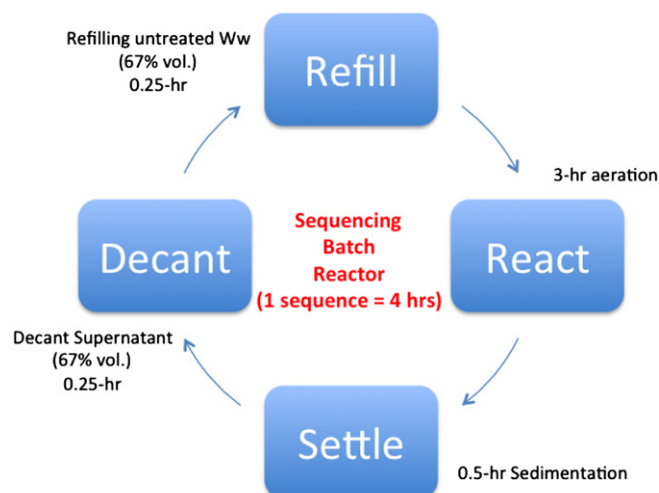 Refilling untreated Ww
(67% vol.)
0.25-hr
Refill
3-hr aeration
Decant
Sequencing
Batch
Reactor
(1 sequence = 4 hrs)
React
Decant Supernatant
(67% vol.)
0.25-hr
Settle
0.5-hr Sedimentation